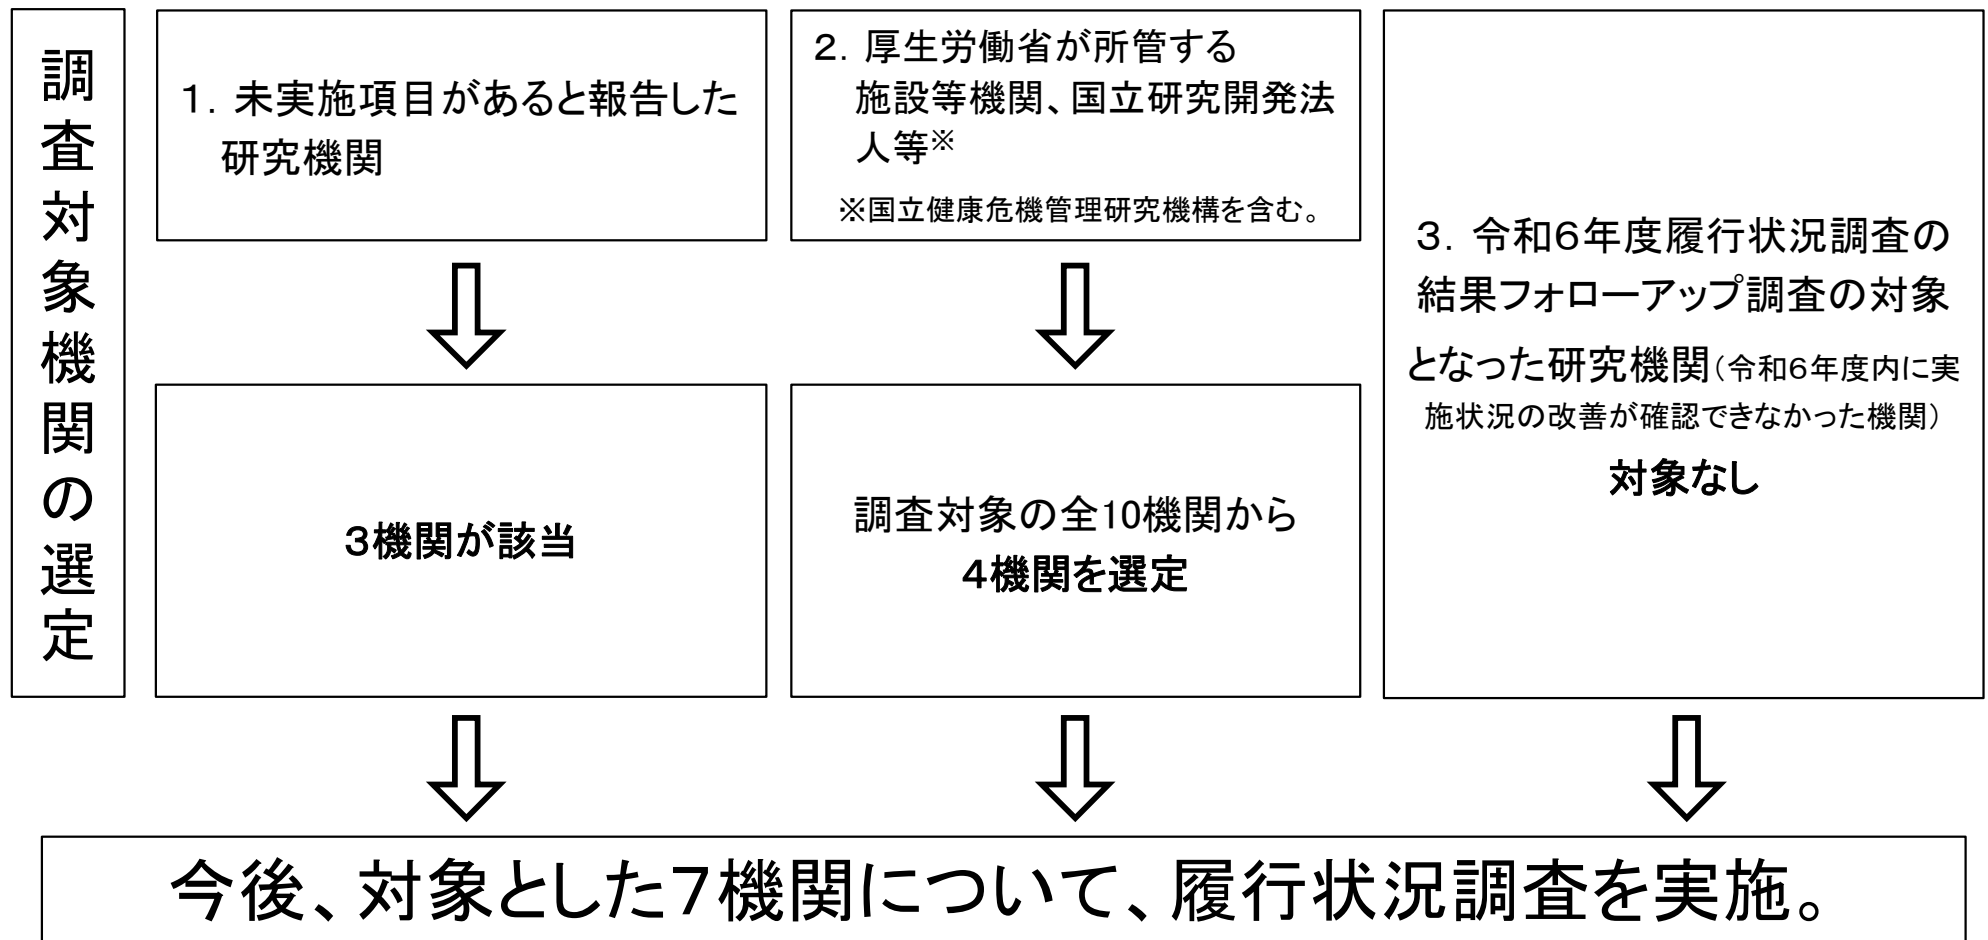 調査対象機関の選定
1．未実施項目があると報告した
研究機関
2．厚生労働省が所管する
施設等機関、国立研究開発法
人等※
※国立健康危機管理研究機構を含む。
3機関が該当
調査対象の全10機関から
4機関を選定
3．令和6年度履行状況調査の
結果フォローアップ調査の対象
となった研究機関（令和6年度内に実
施状況の改善が確認できなかった機関）
対象なし
今後、対象とした7機関について、履行状況調査を実施。